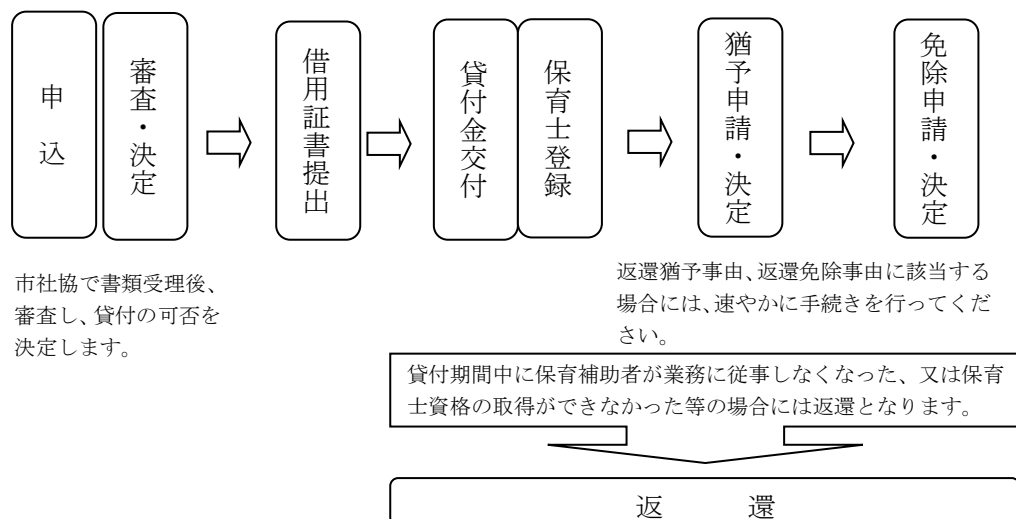 申込
審査・決定
借用証書提出
貸付金交付
保育士登録
猶予申請・決定
免除申請・決定
市社協で書類受理後、
審査し、貸付の可否を
決定します。
返還猶予事由、返還免除事由に該当する
場合には、速やかに手続きを行ってくだ
さい。
貸付期間中に保育補助者が業務に従事しなくなった、又は保育
士資格の取得ができなかった等の場合には返還となります。
返　　還